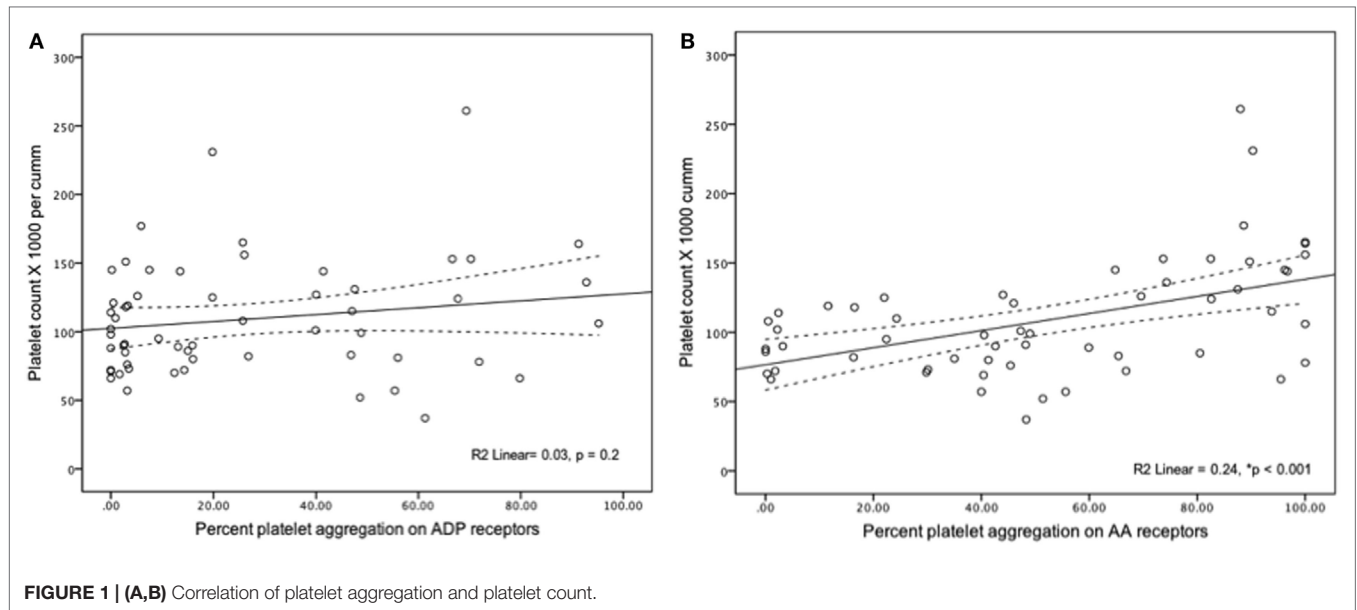 A
300
250
200
150
100
50
0
Platelet count X 1000 per cumm
.00 20.00 40.00 60.00 80.00 100.00
Percent platelet aggregation on ADP receptors
R2 Linear= 0.03, p = 0.2
B
300
250
200
150
100
50
0
Platelet count X 1000 cumm
.00 20.00 40.00 60.00 80.00 100.00
Percent platelet aggregation on AA receptors
R2 Linear = 0.24, *p < 0.001
FIGURE 1 | (A,B) Correlation of platelet aggregation and platelet count.